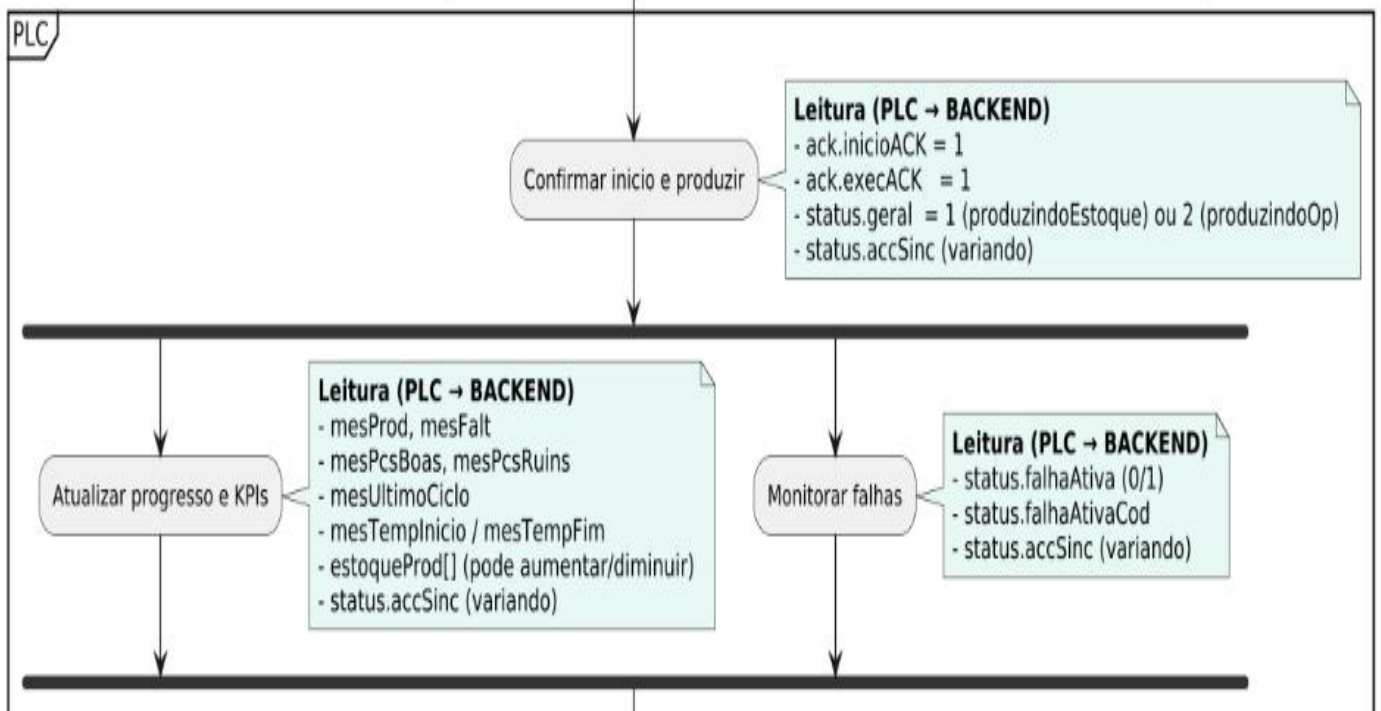 PLC
Leitura (PLC → BACKEND)
- ack.inicioACK = 1
- ack.execACK = 1
- status.geral = 1 (produzindoEstoque) ou 2 (produzindoOp)
- status.accSinc (variando)
Confirmar inicio e produzir
Leitura (PLC → BACKEND)
- mesProd, mesFalt
- mesPcsBoas, mesPcsRuins
- mesUltimoCiclo
- mesTempInicio / mesTempFim
- estoqueProd[] (pode aumentar/diminuir)
- status.accSinc (variando)
Atualizar progresso e KPIs
Leitura (PLC → BACKEND)
- status.falhaAtiva (0/1)
- status.falhaAtivaCod
- status.accSinc (variando)
Monitorar falhas